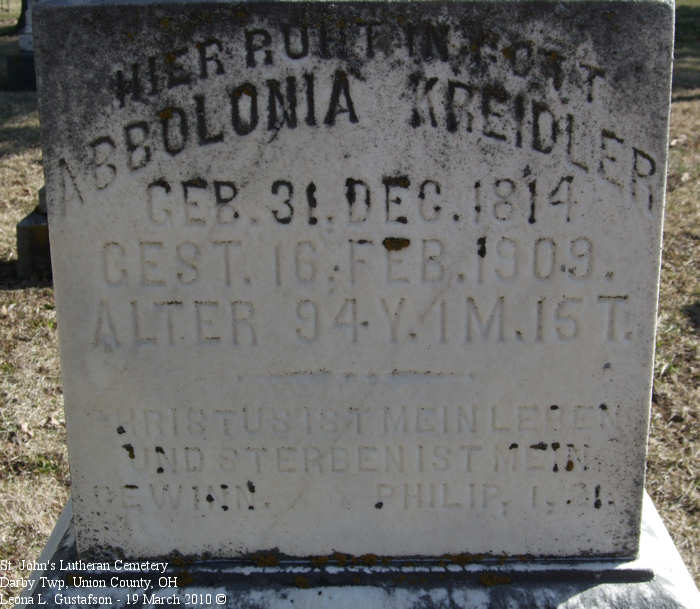 HIER RUHT IN GOTT
ABBOLONIA KREIDLER
GEB. 31. DEC. 1814
GEST. 16. FEB. 1909.
ALTER 94 Y. 1 M. 15 T.
CHRISTUS IST MEIN LEBEN
UND STERBEN IST MEIN
GEWINN. PHILIP, 1, 21.
St. John's Lutheran Cemetery
Darby Twp, Union County, OH
Leona L. Gustafson - 19 March 2010 ©